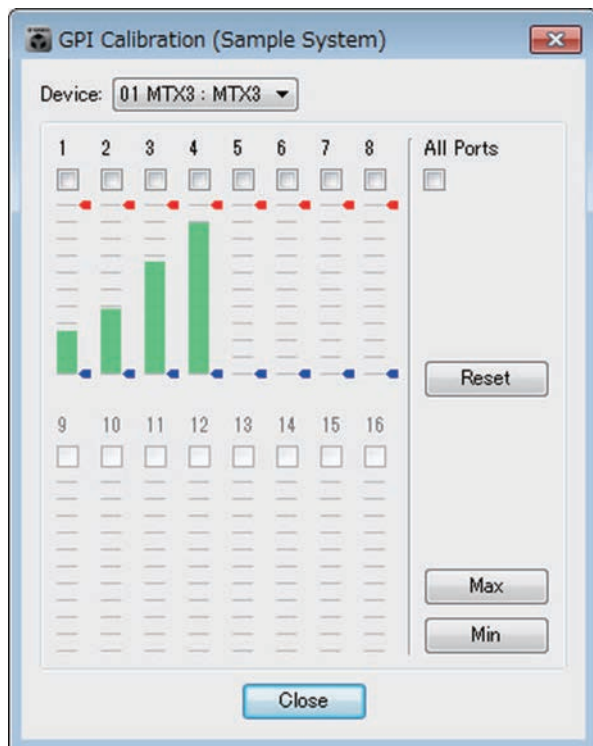 GPI Calibration (Sample System)
Device: 01 MTX3 : MTX3
1 2 3 4 5 6 7 8 All Ports
Reset
9 10 11 12 13 14 15 16
Max
Min
Close